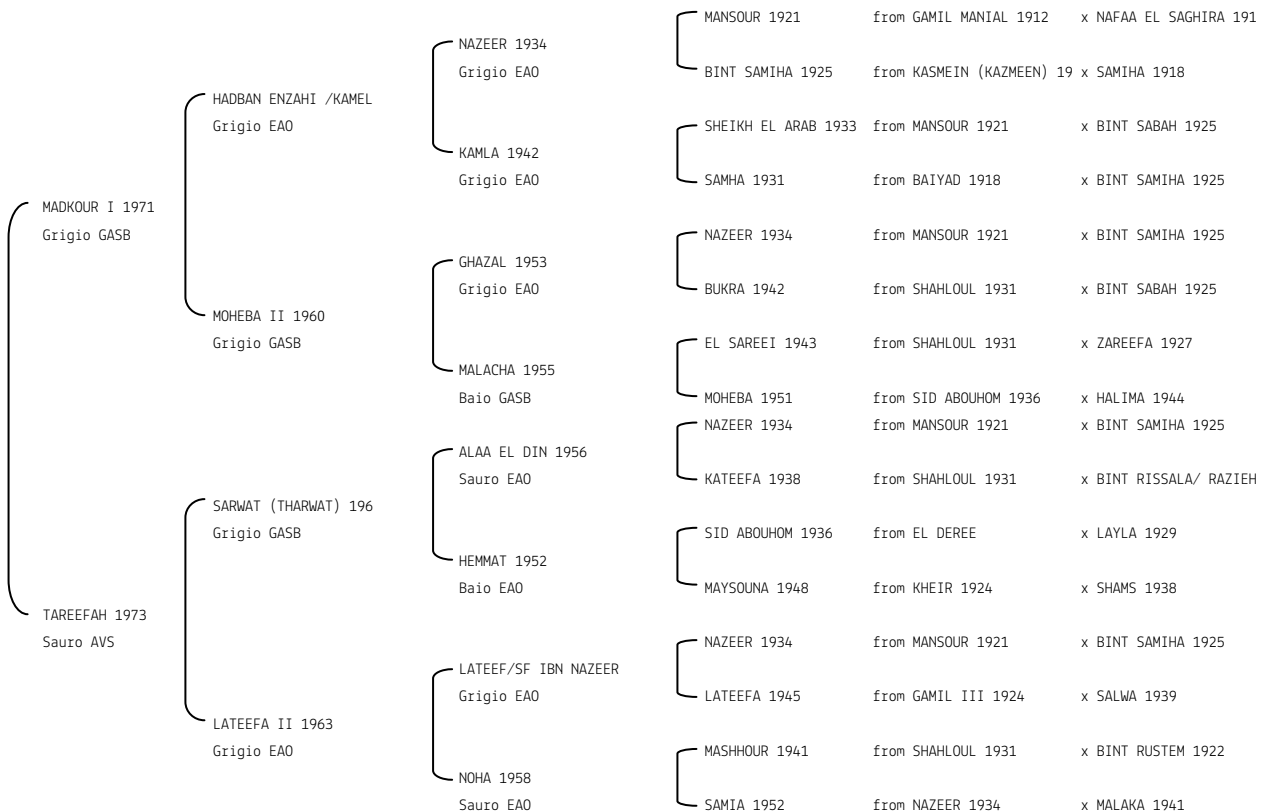 MANSOUR 1921 from GAMIL MANIAL 1912 x NAFAA EL SAGHIRA 191
NAZEER 1934
Grigio EAO
BINT SAMIHA 1925 from KASMEIN (KAZMEEN) 19 x SAMIHA 1918
HADBAN ENZAHI /KAMEL
Grigio EAO
SHEIKH EL ARAB 1933 from MANSOUR 1921 x BINT SABAH 1925
KAMLA 1942
Grigio EAO
SAMHA 1931 from BAIYAD 1918 x BINT SAMIHA 1925
MADKOUR I 1971
Grigio GASB
NAZEER 1934 from MANSOUR 1921 x BINT SAMIHA 1925
GHAZAL 1953
Grigio EAO
BUKRA 1942 from SHAHLOUL 1931 x BINT SABAH 1925
MOHEBA II 1960
Grigio GASB
EL SAREEI 1943 from SHAHLOUL 1931 x ZAREEFA 1927
MALACHA 1955
Baio GASB
MOHEBA 1951 from SID ABOUHOM 1936 x HALIMA 1944
NAZEER 1934 from MANSOUR 1921 x BINT SAMIHA 1925
ALAA EL DIN 1956
Sauro EAO
KATEEFA 1938 from SHAHLOUL 1931 x BINT RISSALA/ RAZIEH
SARWAT (THARWAT) 196
Grigio GASB
SID ABOUHOM 1936 from EL DEREE x LAYLA 1929
HEMMAT 1952
Baio EAO
MAYSOUNA 1948 from KHEIR 1924 x SHAMS 1938
TAREEFAH 1973
Sauro AVS
NAZEER 1934 from MANSOUR 1921 x BINT SAMIHA 1925
LATEEF/SF IBN NAZEER
Grigio EAO
LATEEFA 1945 from GAMIL III 1924 x SALWA 1939
LATEEFA II 1963
Grigio EAO
MASHHOUR 1941 from SHAHLOUL 1931 x BINT RUSTEM 1922
NOHA 1958
Sauro EAO
SAMIA 1952 from NAZEER 1934 x MALAKA 1941